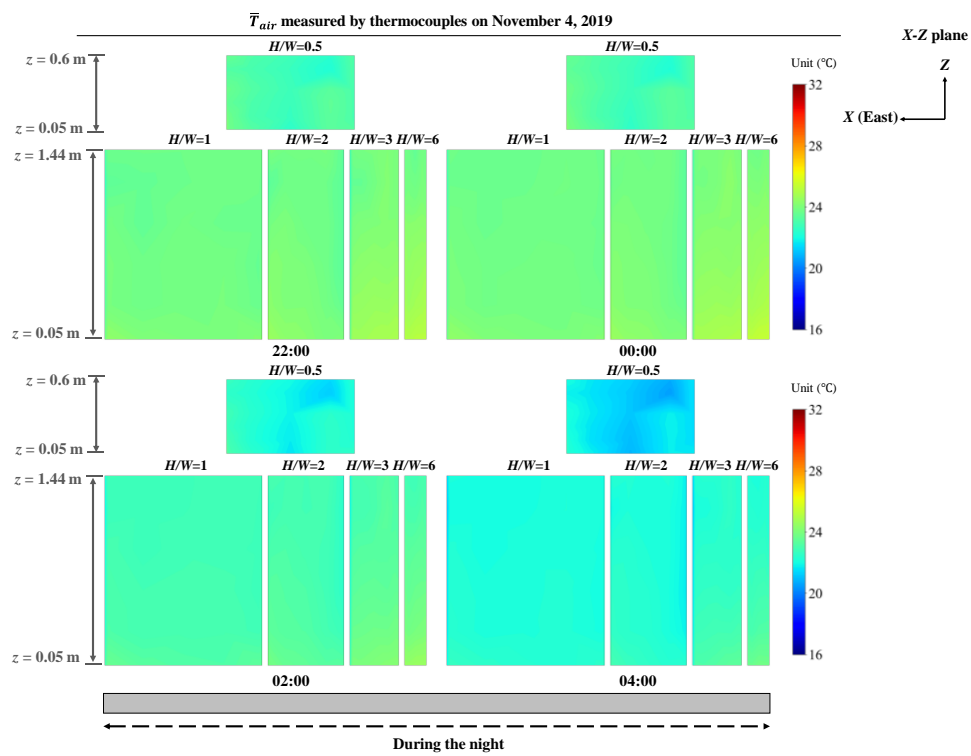 T̅air measured by thermocouples on November 4, 2019
X-Z plane
H/W=0.5 H/W=0.5
z = 0.6 m
Unit (℃)
Z
32
28
24
20
16
X (East)
z = 0.05 m
H/W=1 H/W=2 H/W=3 H/W=6 H/W=1 H/W=2 H/W=3 H/W=6
z = 1.44 m
z = 0.05 m
22:00 00:00
H/W=0.5 H/W=0.5
z = 0.6 m
Unit (℃)
32
28
24
20
16
z = 0.05 m
H/W=1 H/W=2 H/W=3 H/W=6 H/W=1 H/W=2 H/W=3 H/W=6
z = 1.44 m
z = 0.05 m
02:00 04:00
During the night